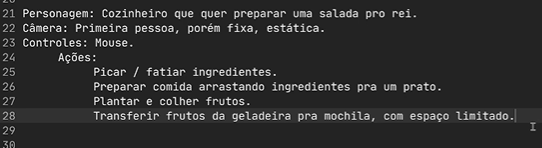 21 Personagem: Cozinheiro que quer preparar uma salada pro rei.
22 Câmera: Primeira pessoa, porém fixa, estática.
23 Controles: Mouse.
24 Ações:
25 Picar / fatiar ingredientes.
26 Preparar comida arrastando ingredientes pra um prato.
27 Plantar e colher frutos.
28 Transferir frutos da geladeira pra mochila, com espaço limitado.
29
30